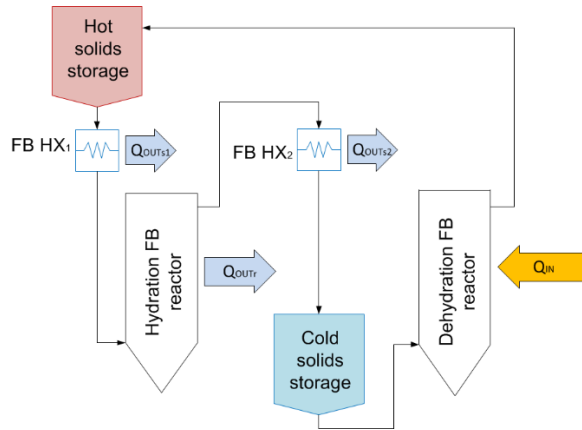 Hot
solids
storage
FB HX1
QOUTs1
FB HX2
QOUTs2
Hydration FB
reactor
QOUTr
Dehydration FB
reactor
QIN
Cold
solids
storage